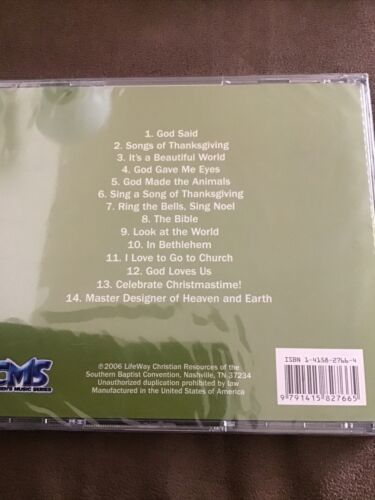 1. God Said
2. Songs of Thanksgiving
3. It's a Beautiful World
4. God Gave Me Eyes
5. God Made the Animals
6. Sing a Song of Thanksgiving
7. Ring the Bells, Sing Noel
8. The Bible
9. Look at the World
10. In Bethlehem
11. I Love to Go to Church
12. God Loves Us
13. Celebrate Christmastime!
14. Master Designer of Heaven and Earth
©2006 LifeWay Christian Resources of the
Southern Baptist Convention, Nashville, TN 37234
Unauthorized duplication prohibited by law
Manufactured in the United States of America
CMS
MUSIC SERIES
ISBN 1-4158-2766-4
9 791415 827665